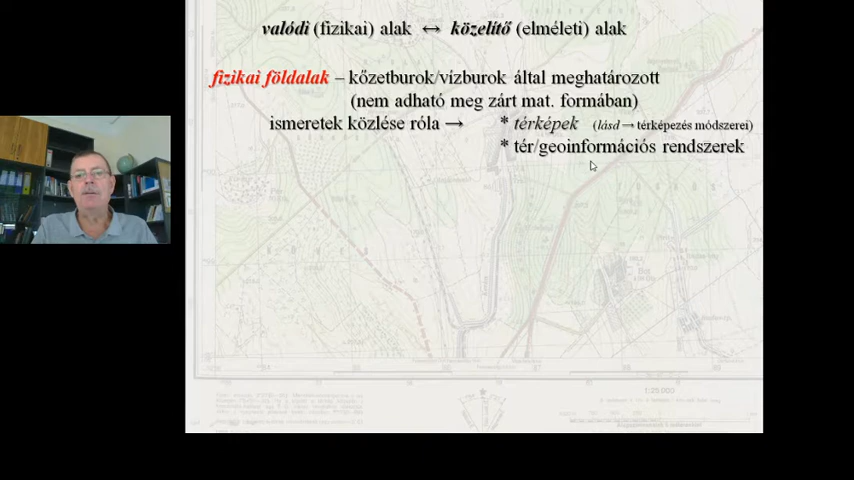 valódi (fizikai) alak ↔ közelítő (elméleti) alak
fizikai földalak – kőzetburok/vízburok által meghatározott
(nem adható meg zárt mat. formában)
ismeretek közlése róla → * térképek (lásd → térképezés módszerei)
* tér/geoinformációs rendszerek
1:25.000